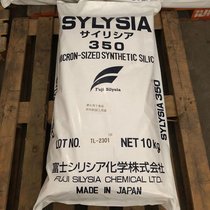 SYLYSIA
サイリシア
350
MICRON-SIZED SYNTHETIC SILIC
Fuji Silysia
LOT NO. TL-2301 NET 10kg
富士シリシア化学株式会社
FUJI SILYSIA CHEMICAL LTD.
MADE IN JAPAN
SYLYSIA 350